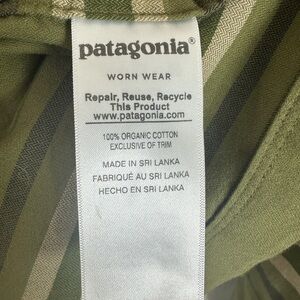 patagonia®
WORN WEAR
Repair, Reuse, Recycle
This Product
www.patagonia.com
100% ORGANIC COTTON
EXCLUSIVE OF TRIM
MADE IN SRI LANKA
FABRIQUÉ AU SRI LANKA
HECHO EN SRI LANKA